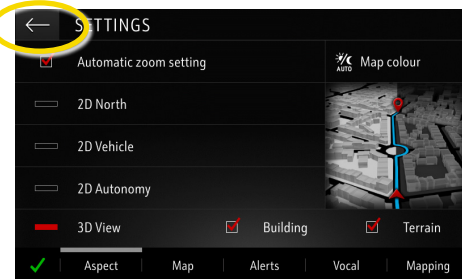 SETTINGS
Automatic zoom setting
AUTO Map colour
2D North
2D Vehicle
2D Autonomy
3D View Building Terrain
Aspect Map Alerts Vocal Mapping